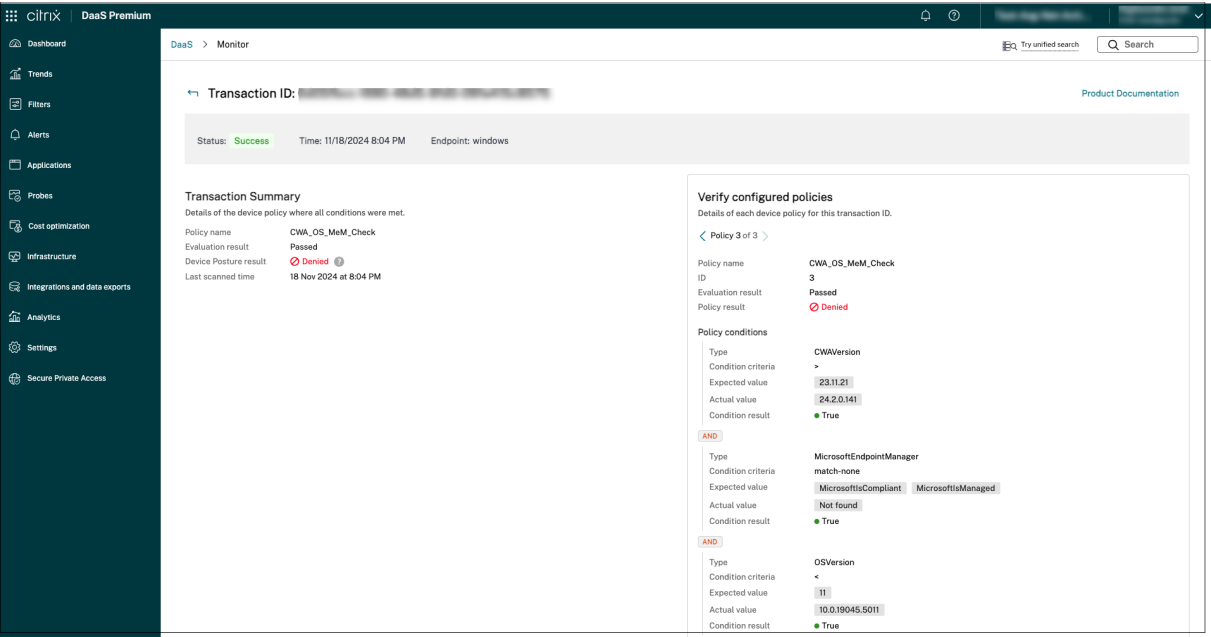 citrix DaaS Premium
Dashboard
Trends
Filters
Alerts
Applications
Probes
Cost optimization
Infrastructure
Integrations and data exports
Analytics
Settings
Secure Private Access
DaaS > Monitor
Try unified search
Search
Transaction ID:
Product Documentation
Status: Success Time: 11/18/2024 8:04 PM Endpoint: windows
Transaction Summary
Details of the device policy where all conditions were met.
Policy name CWA_OS_MeM_Check
Evaluation result Passed
Device Posture result Denied ?
Last scanned time 18 Nov 2024 at 8:04 PM
Verify configured policies
Details of each device policy for this transaction ID.
< Policy 3 of 3 >
Policy name CWA_OS_MeM_Check
ID 3
Evaluation result Passed
Policy result Denied
Policy conditions
Type CWAVersion
Condition criteria >
Expected value 23.11.21
Actual value 24.2.0.141
Condition result True
AND
Type MicrosoftEndpointManager
Condition criteria match-none
Expected value MicrosoftIsCompliant MicrosoftIsManaged
Actual value Not found
Condition result True
AND
Type OSVersion
Condition criteria <
Expected value 11
Actual value 10.0.19045.5011
Condition result True